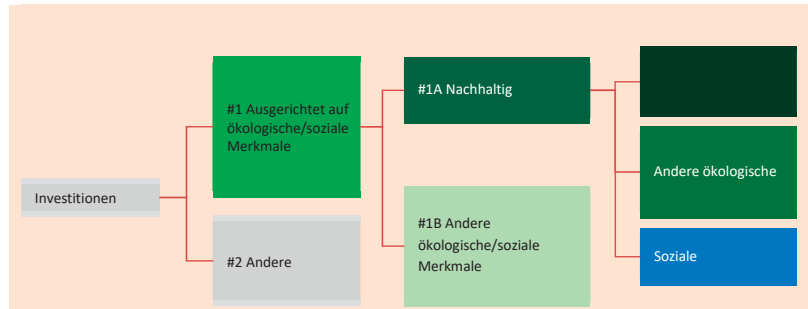 Investitionen
#1 Ausgerichtet auf
ökologische/soziale
Merkmale
#2 Andere
#1A Nachhaltig
#1B Andere
ökologische/soziale
Merkmale
Andere ökologische
Soziale